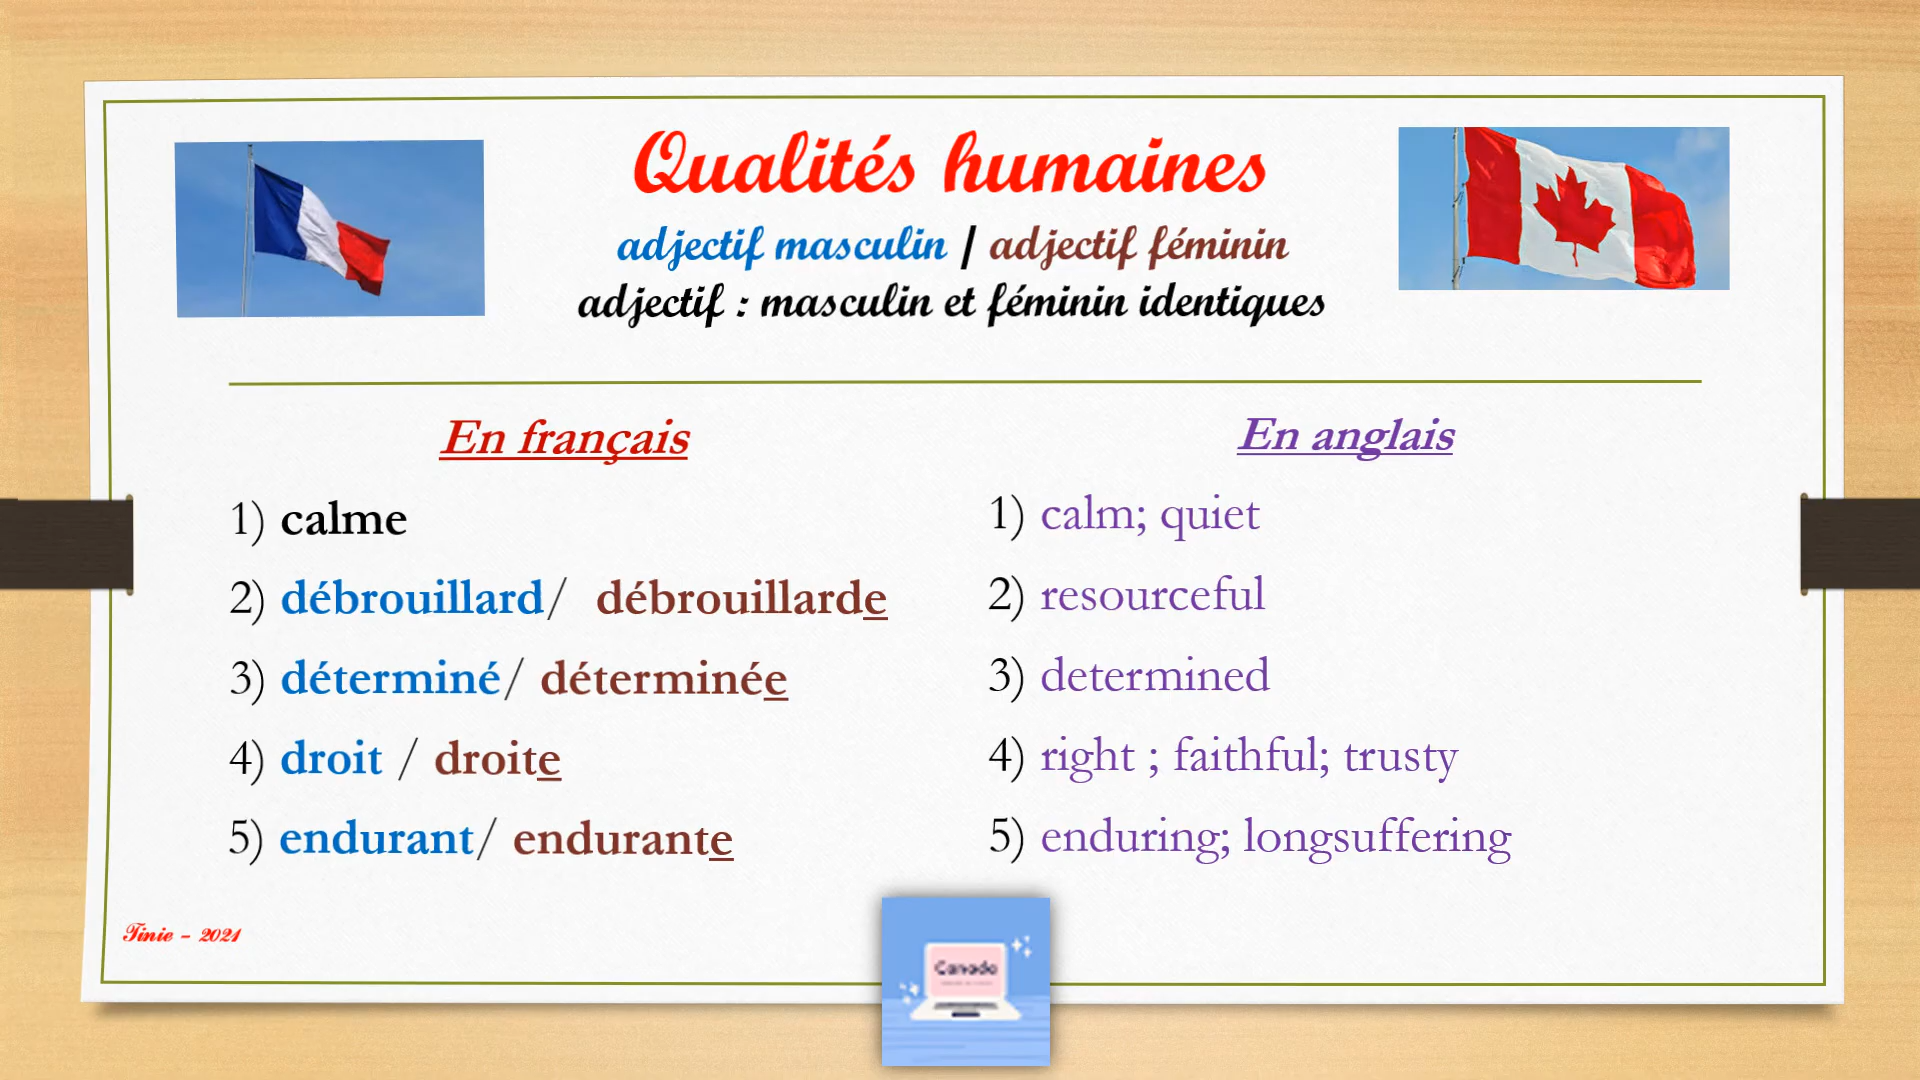 Qualités humaines
adjectif masculin / adjectif féminin
adjectif : masculin et féminin identiques
En français
1) calme
2) débrouillard/ débrouillarde
3) déterminé/ déterminée
4) droit / droite
5) endurant/ endurante
En anglais
1) calm; quiet
2) resourceful
3) determined
4) right ; faithful; trusty
5) enduring; longsuffering
Tinie - 2021
Canada